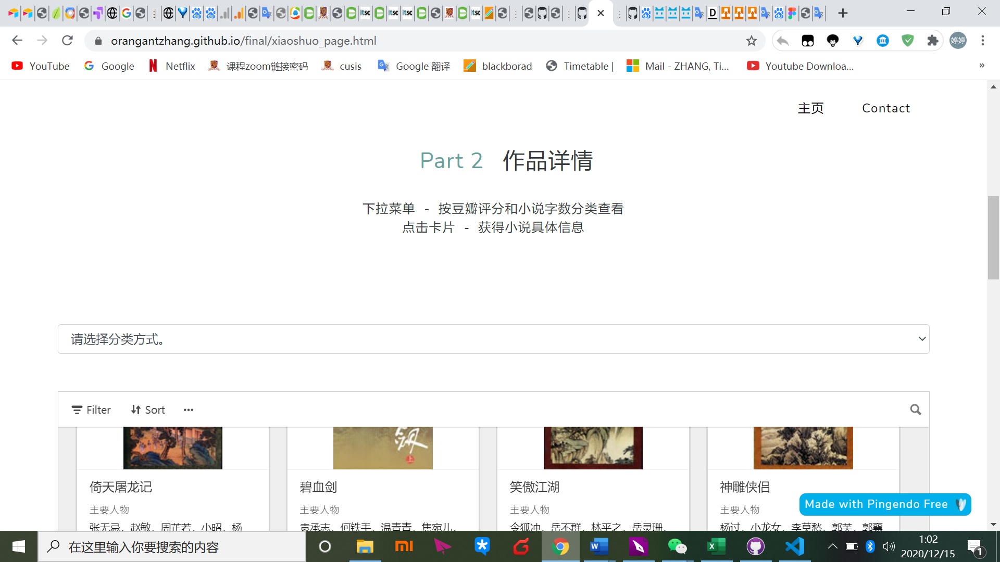 orangantzhang.github.io/final/xiaoshuo_page.html
婷婷
YouTube
Google
Netflix
课程zoom链接密码
cusis
Google 翻译
blackborad
Timetable |
Mail - ZHANG, Ti...
Youtube Downloa...
»
主页
Contact
Part 2 作品详情
下拉菜单 - 按豆瓣评分和小说字数分类查看
点击卡片 - 获得小说具体信息
请选择分类方式。
Filter
Sort
倚天屠龙记
碧血剑
笑傲江湖
神雕侠侣
主要人物
主要人物
主要人物
主要人物
张无忌、赵敏、周芷若、小昭、杨
袁承志、何铁手、温青青、焦宛儿、
令狐冲、岳不群、林平之、岳灵珊、
杨过、小龙女、李莫愁、郭芙、郭襄
Made with Pingendo Free
在这里输入你要搜索的内容
1:02
2020/12/15
1